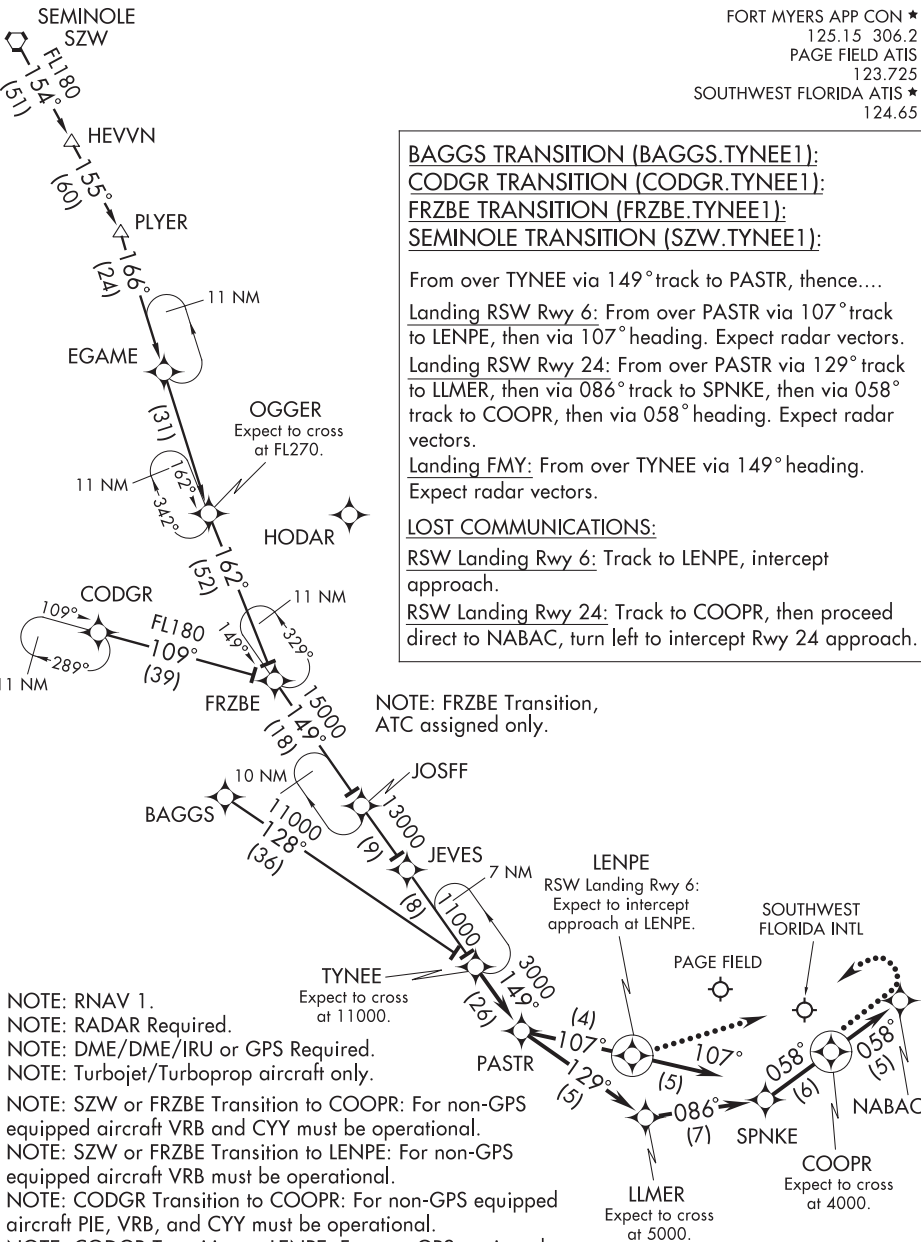 SEMINOLE
SZW
FORT MYERS APP CON ★
125.15 306.2
PAGE FIELD ATIS
123.725
SOUTHWEST FLORIDA ATIS ★
124.65
FL180
154°
(51)
HEVVN
155°
(60)
PLYER
166°
(24)
11 NM
EGAME
(31)
OGGER
Expect to cross
at FL270.
11 NM
162°
342°
HODAR
162°
(52)
CODGR
109°
289°
11 NM
FL180
109°
(39)
11 NM
149°
329°
FRZBE
15000
149°
(18)
BAGGS TRANSITION (BAGGS.TYNEE1):
CODGR TRANSITION (CODGR.TYNEE1):
FRZBE TRANSITION (FRZBE.TYNEE1):
SEMINOLE TRANSITION (SZW.TYNEE1):
From over TYNEE via 149° track to PASTR, thence....
Landing RSW Rwy 6: From over PASTR via 107° track
to LENPE, then via 107° heading. Expect radar vectors.
Landing RSW Rwy 24: From over PASTR via 129° track
to LLMER, then via 086° track to SPNKE, then via 058°
track to COOPR, then via 058° heading. Expect radar
vectors.
Landing FMY: From over TYNEE via 149° heading.
Expect radar vectors.
LOST COMMUNICATIONS:
RSW Landing Rwy 6: Track to LENPE, intercept
approach.
RSW Landing Rwy 24: Track to COOPR, then proceed
direct to NABAC, turn left to intercept Rwy 24 approach.
NOTE: FRZBE Transition,
ATC assigned only.
10 NM
JOSFF
BAGGS
11000
128°
(36)
13000
(9)
JEVES
7 NM
11000
(8)
TYNEE
Expect to cross
at 11000.
3000
149°
(26)
PASTR
LENPE
RSW Landing Rwy 6:
Expect to intercept
approach at LENPE.
(4)
107°
107°
(5)
PAGE FIELD
SOUTHWEST
FLORIDA INTL
129°
(5)
LLMER
Expect to cross
at 5000.
086°
(7)
SPNKE
058°
(6)
COOPR
Expect to cross
at 4000.
058°
(5)
NABAC
NOTE: RNAV 1.
NOTE: RADAR Required.
NOTE: DME/DME/IRU or GPS Required.
NOTE: Turbojet/Turboprop aircraft only.
NOTE: SZW or FRZBE Transition to COOPR: For non-GPS
equipped aircraft VRB and CYY must be operational.
NOTE: SZW or FRZBE Transition to LENPE: For non-GPS
equipped aircraft VRB must be operational.
NOTE: CODGR Transition to COOPR: For non-GPS equipped
aircraft PIE, VRB, and CYY must be operational.